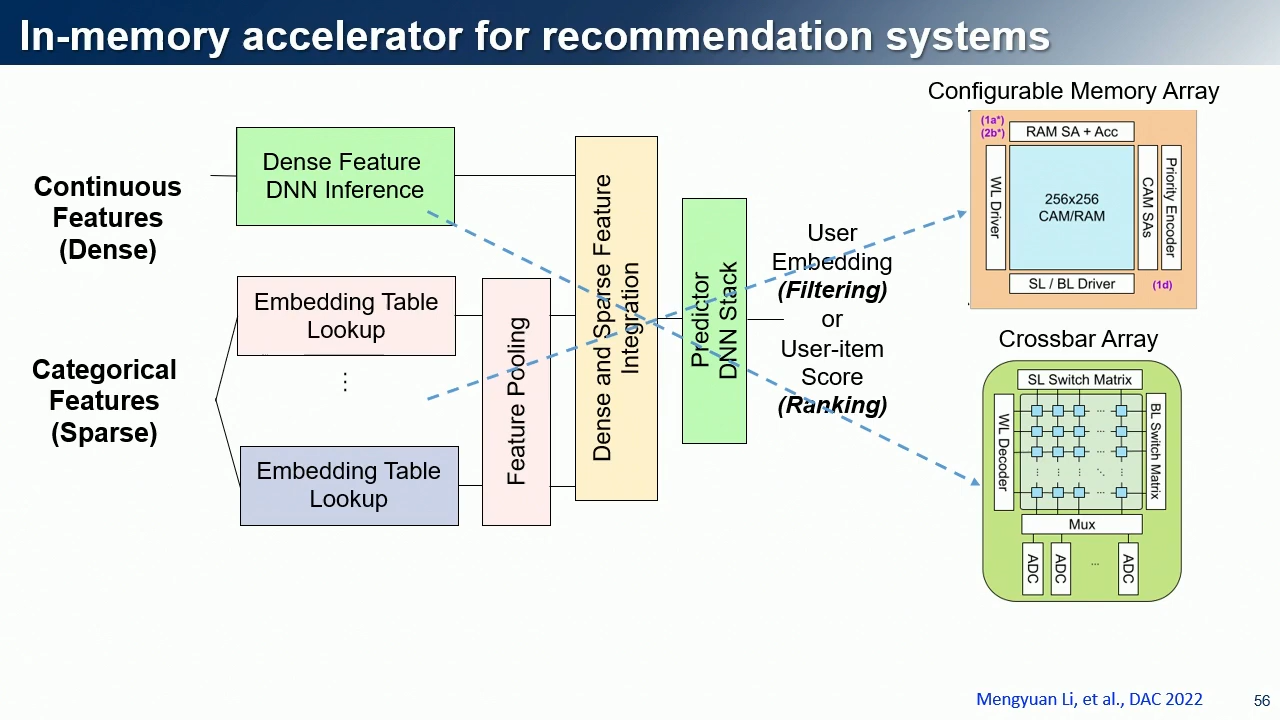 In-memory accelerator for recommendation systems
Continuous
Features
(Dense)
Categorical
Features
(Sparse)
Dense Feature
DNN Inference
Embedding Table
Lookup
⋮
Embedding Table
Lookup
Feature Pooling
Dense and Sparse Feature
Integration
Predictor
DNN Stack
User
Embedding
(Filtering)
or
User-item
Score
(Ranking)
Configurable Memory Array
(1a*)
(2b*)
RAM SA + Acc
WL Driver
256x256
CAM/RAM
CAM SAs
Priority Encoder
SL / BL Driver
(1d)
Crossbar Array
SL Switch Matrix
WL Decoder
BL Switch Matrix
Mux
ADC
ADC
...
ADC
Mengyuan Li, et al., DAC 2022
56